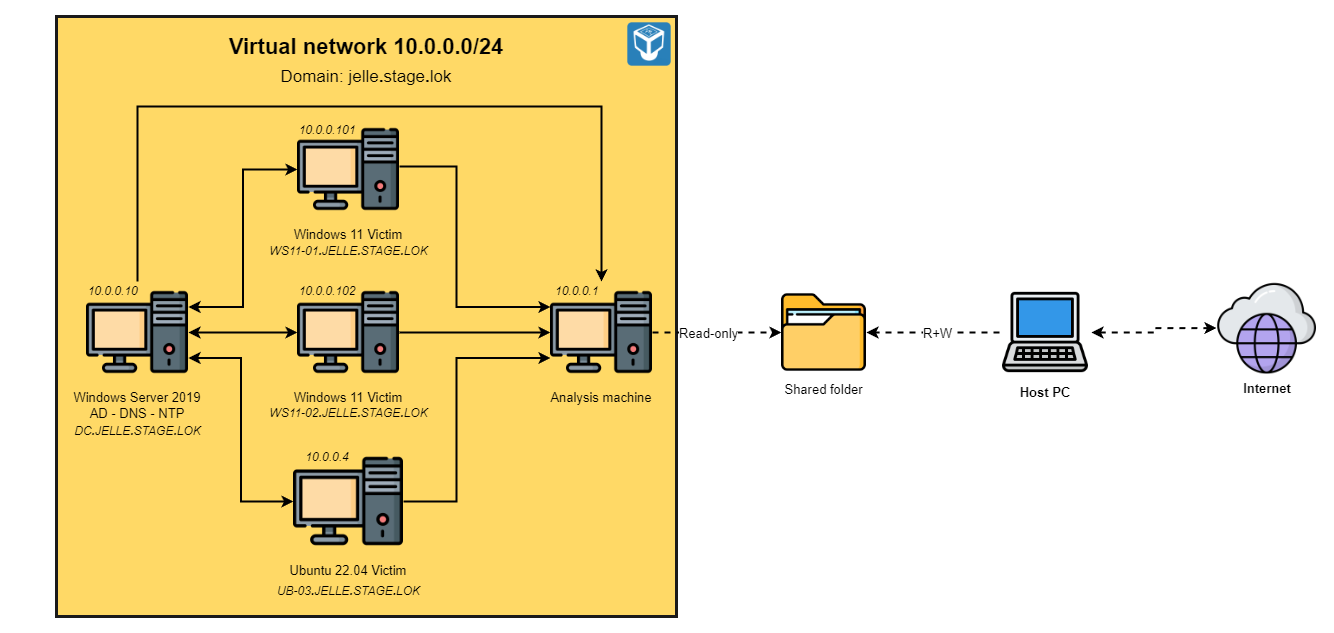 Virtual network 10.0.0.0/24
Domain: jelle.stage.lok
10.0.0.101
Windows 11 Victim
WS11-01.JELLE.STAGE.LOK
10.0.0.10
Windows Server 2019
AD - DNS - NTP
DC.JELLE.STAGE.LOK
10.0.0.102
Windows 11 Victim
WS11-02.JELLE.STAGE.LOK
10.0.0.1
Analysis machine
10.0.0.4
Ubuntu 22.04 Victim
UB-03.JELLE.STAGE.LOK
Read-only
Shared folder
R+W
Host PC
Internet